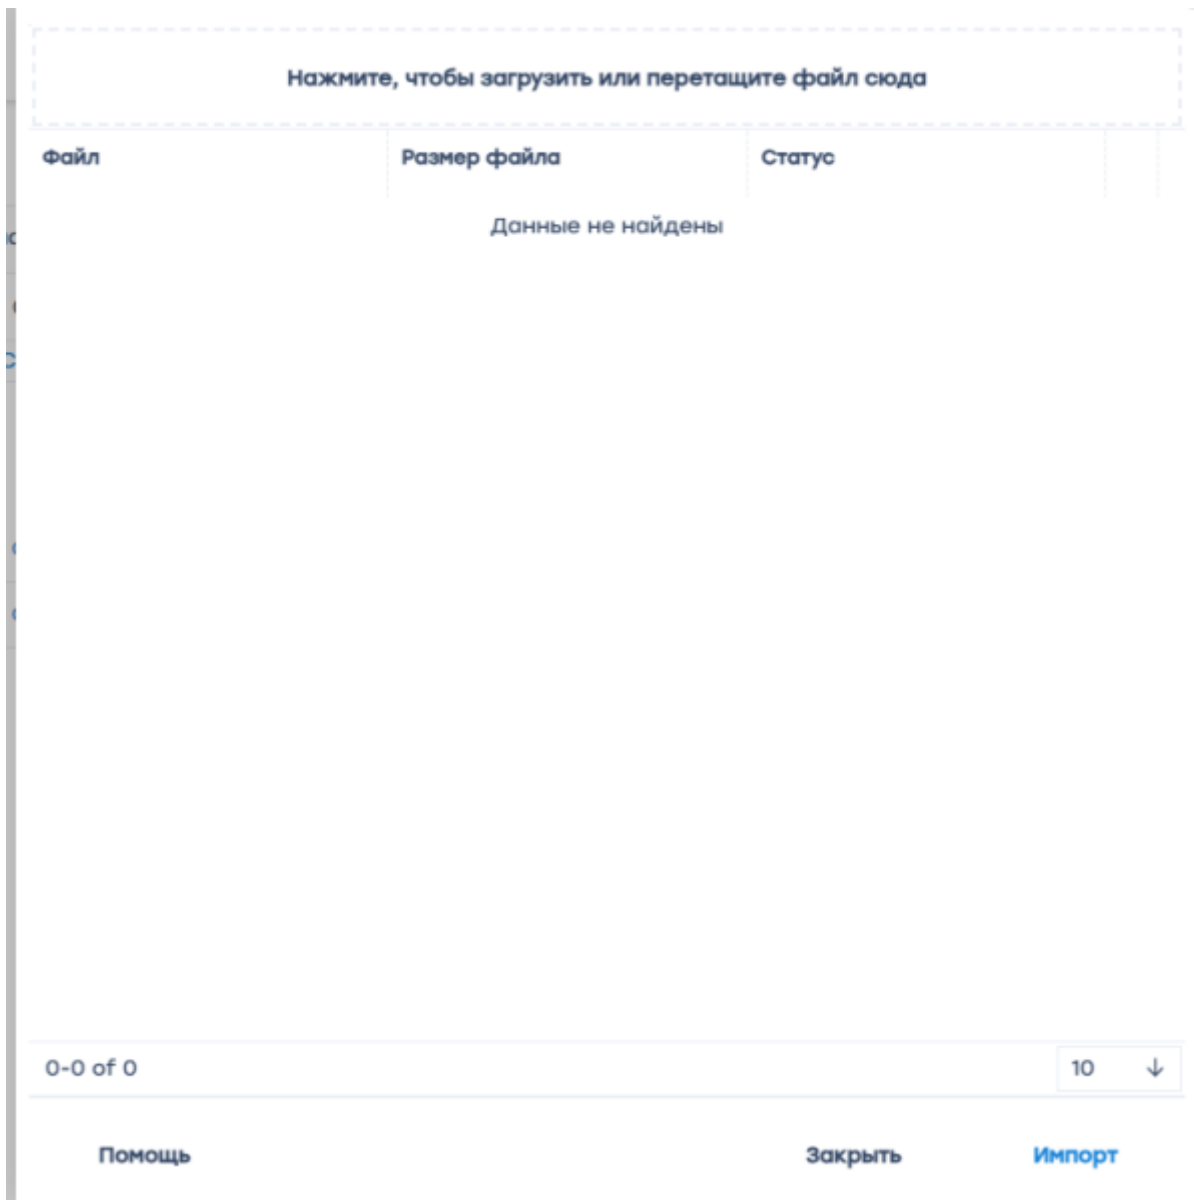 Нажмите, чтобы загрузить или перетащите файл сюда
Файл Размер файла Статус
Данные не найдены
0-0 of 0 10
Помощь Закрыть Импорт